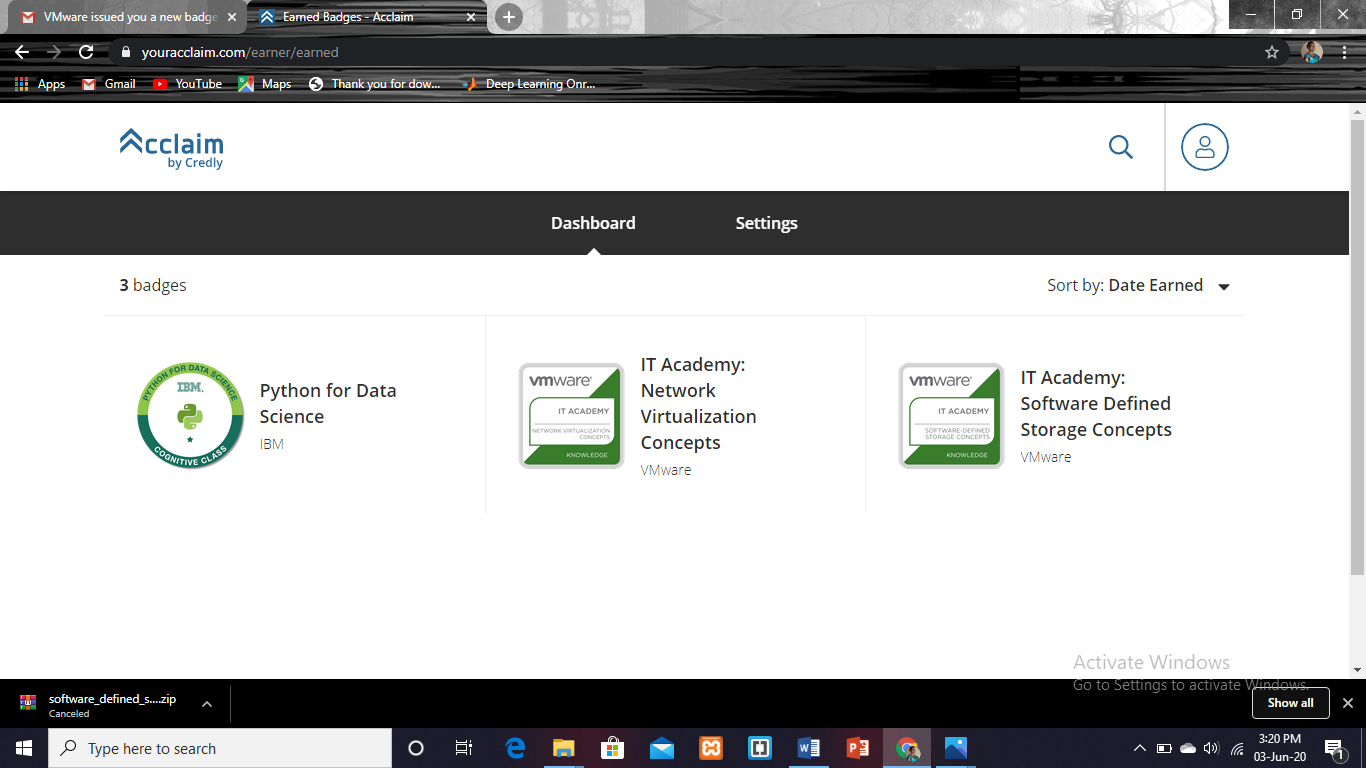 VMware issued you a new badge
Earned Badges - Acclaim
youracclaim.com/earner/earned
Apps
Gmail
YouTube
Maps
Thank you for dow...
Deep Learning Onr...
Acclaim
by Credly
Dashboard
Settings
3 badges
Sort by: Date Earned
PYTHON FOR DATA SCIENCE
IBM.
COGNITIVE CLASS
Python for Data
Science
IBM
vmware®
IT ACADEMY
NETWORK VIRTUALIZATION
CONCEPTS
KNOWLEDGE
IT Academy:
Network
Virtualization
Concepts
VMware
vmware®
IT ACADEMY
SOFTWARE-DEFINED
STORAGE CONCEPTS
KNOWLEDGE
IT Academy:
Software Defined
Storage Concepts
VMware
Activate Windows
Go to Settings to activate Windows.
software_defined_s....zip
Canceled
Show all
Type here to search
3:20 PM
03-Jun-20
1